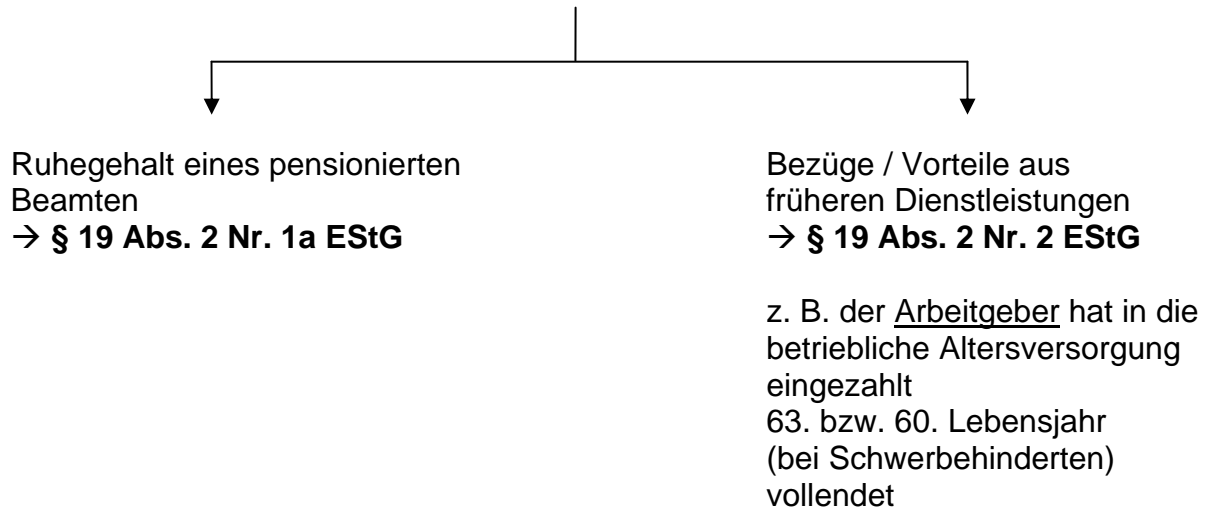 Ruhegehalt eines pensionierten
Beamten
→ § 19 Abs. 2 Nr. 1a EStG
Bezüge / Vorteile aus
früheren Dienstleistungen
→ § 19 Abs. 2 Nr. 2 EStG
z. B. der Arbeitgeber hat in die
betriebliche Altersversorgung
eingezahlt
63. bzw. 60. Lebensjahr
(bei Schwerbehinderten)
vollendet